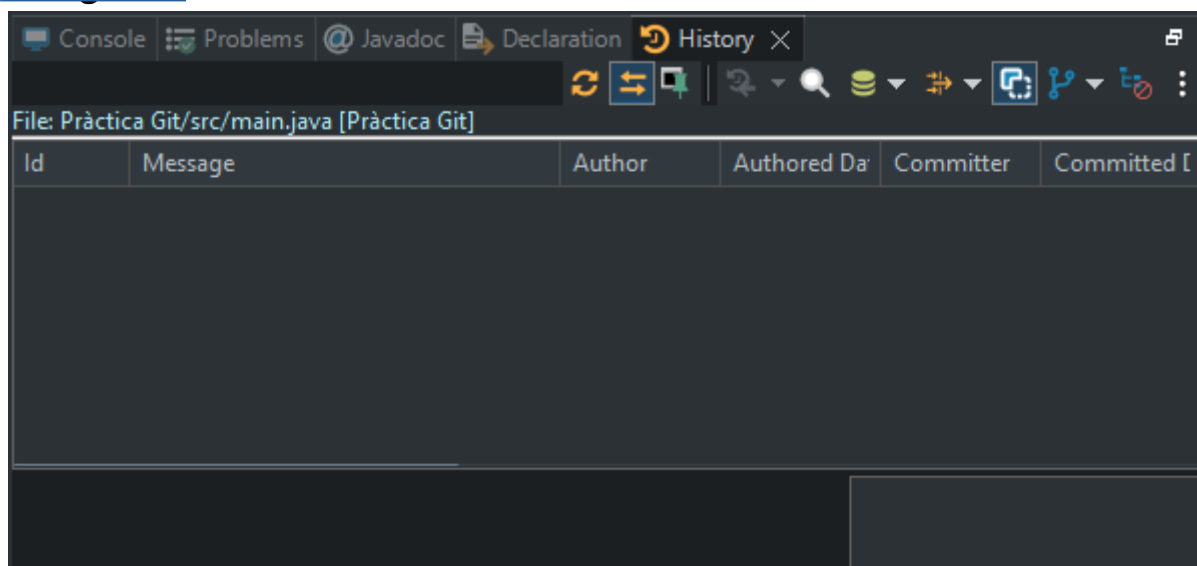 Console Problems @ Javadoc Declaration History
File: Pràctica Git/src/main.java [Pràctica Git]
Id Message Author Authored Da Committer Committed D